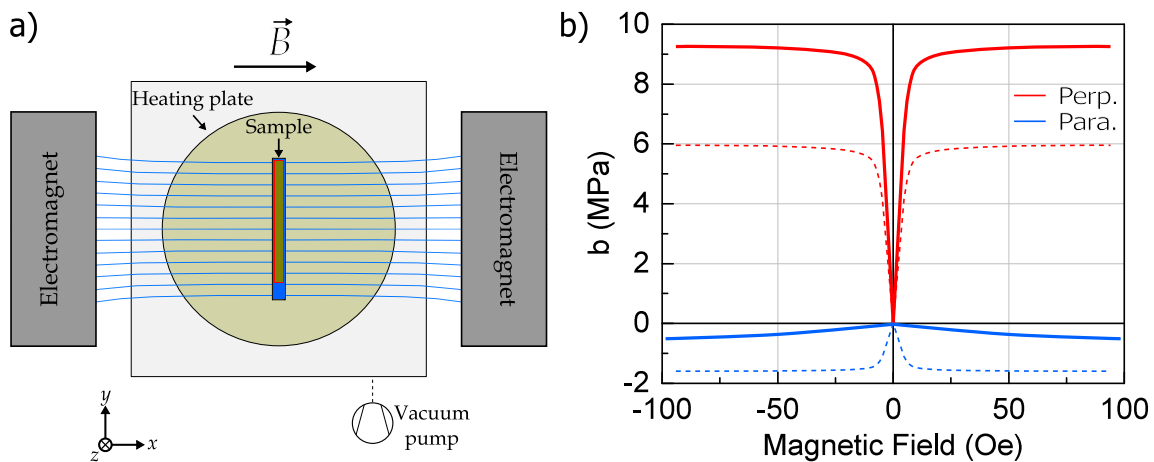 a)
B
Heating plate
Sample
Electromagnet
Electromagnet
y
z
x
Vacuum
pump
b)
10
9
8
6
4
2
0
-2
b (MPa)
Perp.
Para.
-100
-50
0
50
100
Magnetic Field (Oe)